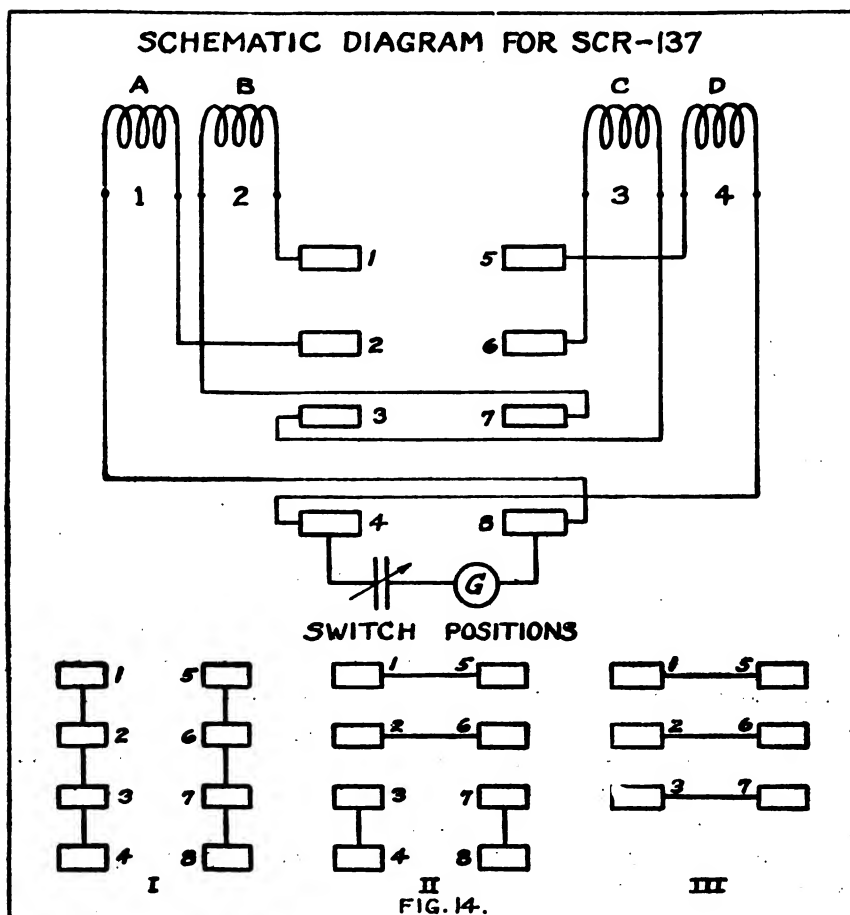 SCHEMATIC DIAGRAM FOR SCR-137
A B C D
1 2 3 4
1 5
2 6
3 7
4 8
G
SWITCH POSITIONS
1 5 1 5 1 5
2 6 2 6 2 6
3 7 3 7 3 7
4 8 4 8
I II III
FIG. 14.